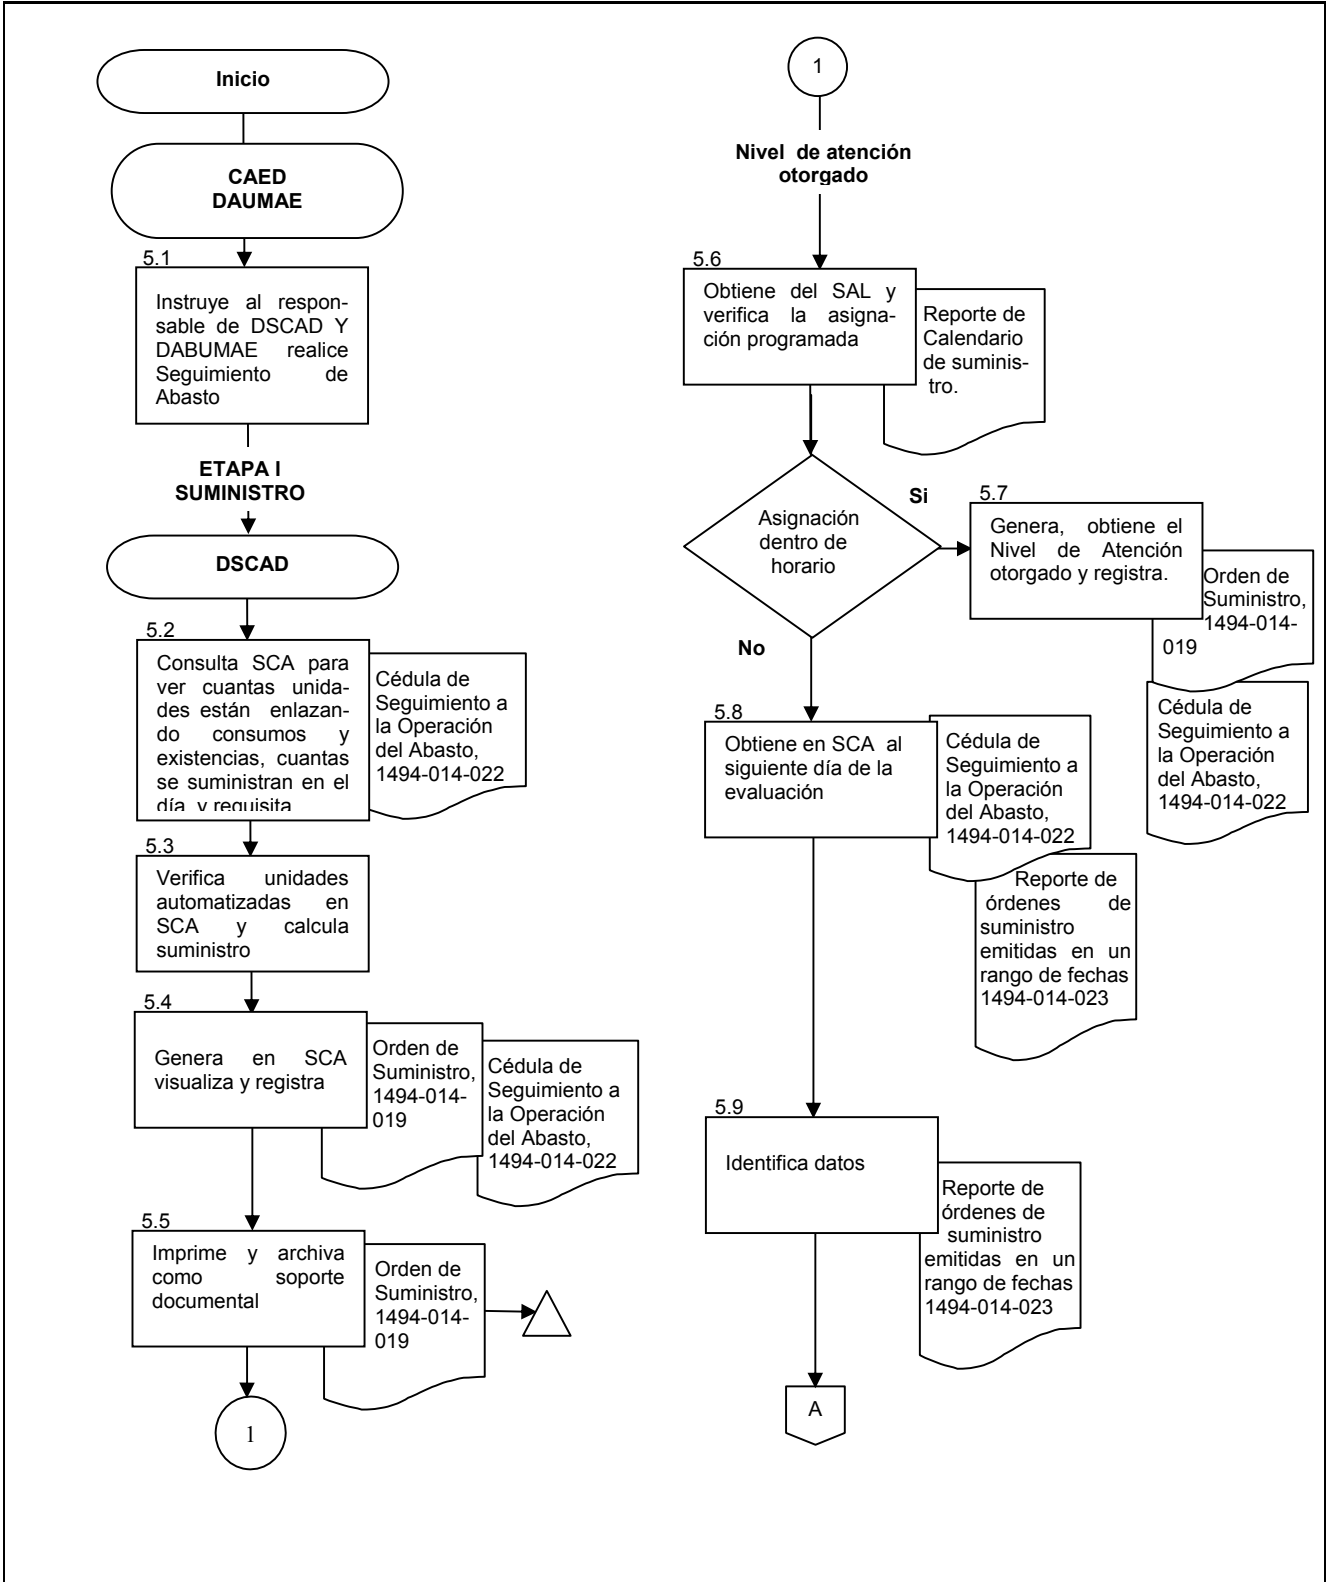 Inicio
CAED
DAUMAE
5.1
Instruye al respon-
sable de DSCAD Y
DABUMAE realice
Seguimiento de
Abasto
ETAPA I
SUMINISTRO
DSCAD
5.2
Consulta SCA para
ver cuantas unida-
des están enlazan-
do consumos y
existencias, cuantas
se suministran en el
día y requisita
Cédula de
Seguimiento a
la Operación
del Abasto,
1494-014-022
5.3
Verifica unidades
automatizadas en
SCA y calcula
suministro
5.4
Genera en SCA
visualiza y registra
Orden de
Suministro,
1494-014-
019
Cédula de
Seguimiento a
la Operación
del Abasto,
1494-014-022
5.5
Imprime y archiva
como soporte
documental
Orden de
Suministro,
1494-014-
019
1
1
Nivel de atención
otorgado
5.6
Obtiene del SAL y
verifica la asigna-
ción programada
Reporte de
Calendario
de suminis-
tro.
Asignación
dentro de
horario
Si
5.7
Genera, obtiene el
Nivel de Atención
otorgado y registra.
Orden de
Suministro,
1494-014-
019
Cédula de
Seguimiento a
la Operación
del Abasto,
1494-014-022
No
5.8
Obtiene en SCA al
siguiente día de la
evaluación
Cédula de
Seguimiento a
la Operación
del Abasto,
1494-014-022
Reporte de
órdenes de
suministro
emitidas en un
rango de fechas
1494-014-023
5.9
Identifica datos
Reporte de
órdenes de
suministro
emitidas en un
rango de fechas
1494-014-023
A